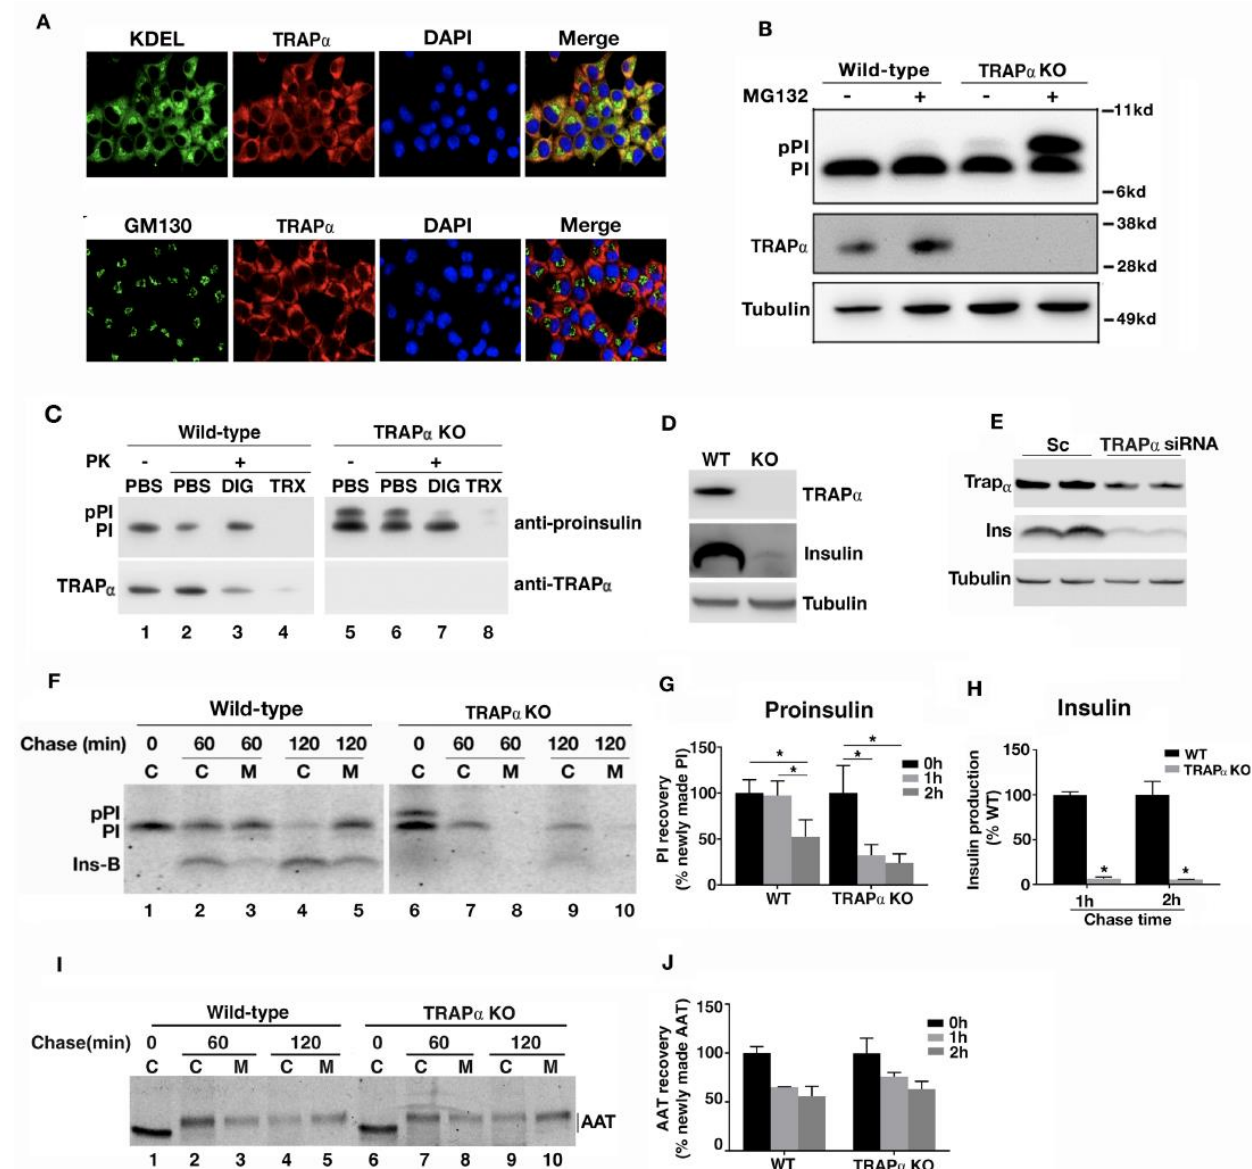 A
KDEL TRAPα DAPI Merge
GM130 TRAPα DAPI Merge
B
Wild-type TRAPα KO
MG132 - + - +
-11kd
pPI
PI
-6kd
-38kd
TRAPα
-28kd
Tubulin
-49kd
C
Wild-type TRAPα KO
PK - + - +
PBS PBS DIG TRX PBS PBS DIG TRX
pPI
PI
anti-proinsulin
TRAPα
anti-TRAPα
1 2 3 4 5 6 7 8
D
WT KO
TRAPα
Insulin
Tubulin
E
Sc TRAPα siRNA
Trapα
Ins
Tubulin
F
Wild-type TRAPα KO
Chase (min) 0 60 60 120 120 0 60 60 120 120
C C M C M C C M C M
pPI
PI
Ins-B
1 2 3 4 5 6 7 8 9 10
G
Proinsulin
PI recovery
(% newly made PI)
150
100
50
0
* * * *
0h
1h
2h
WT TRAPα KO
H
Insulin
Insulin production
(% WT)
150
100
50
0
WT
TRAPα KO
* *
1h 2h
Chase time
I
Wild-type TRAPα KO
Chase(min) 0 60 120 0 60 120
C C M C M C C M C M
AAT
1 2 3 4 5 6 7 8 9 10
J
AAT recovery
(% newly made AAT)
150
100
50
0
0h
1h
2h
WT TRAPα KO